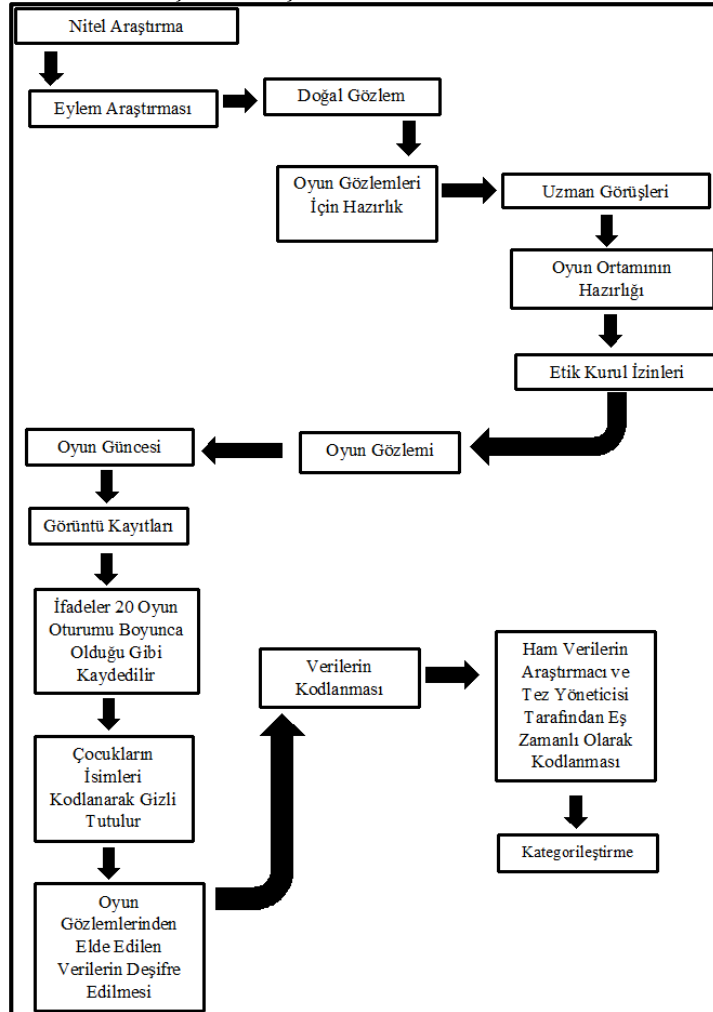 Nitel Araştırma
Eylem Araştırması
Doğal Gözlem
Oyun Gözlemleri
İçin Hazırlık
Uzman Görüşleri
Oyun Ortamının
Hazırlığı
Etik Kurul İzinleri
Oyun Gözlemi
Oyun Güncesi
Görüntü Kayıtları
İfadeler 20 Oyun
Oturumu Boyunca
Olduğu Gibi
Kaydedilir
Çocukların
İsimleri
Kodlanarak Gizli
Tutulur
Oyun
Gözlemlerinden
Elde Edilen
Verilerin Deşifre
Edilmesi
Verilerin
Kodlanması
Ham Verilerin
Araştırmacı ve
Tez Yöneticisi
Tarafından Eş
Zamanlı Olarak
Kodlanması
Kategorileştirme